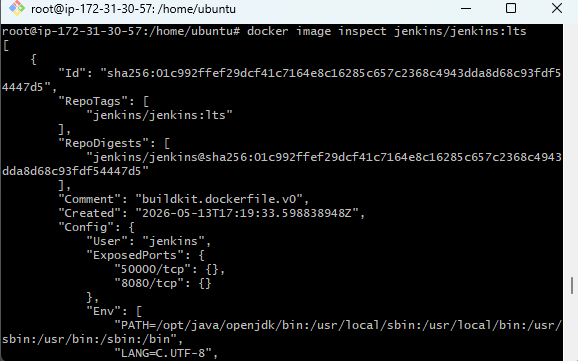 root@ip-172-31-30-57: /home/ubuntu
root@ip-172-31-30-57:/home/ubuntu# docker image inspect jenkins/jenkins:lts
[
    {
        "Id": "sha256:01c992ffef29dcf41c7164e8c16285c657c2368c4943dda8d68c93fdf5
4447d5",
        "RepoTags": [
            "jenkins/jenkins:lts"
        ],
        "RepoDigests": [
            "jenkins/jenkins@sha256:01c992ffef29dcf41c7164e8c16285c657c2368c4943
dda8d68c93fdf54447d5"
        ],
        "Comment": "buildkit.dockerfile.v0",
        "Created": "2026-05-13T17:19:33.598838948Z",
        "Config": {
            "User": "jenkins",
            "ExposedPorts": {
                "50000/tcp": {},
                "8080/tcp": {}
            },
            "Env": [
                "PATH=/opt/java/openjdk/bin:/usr/local/sbin:/usr/local/bin:/usr/
sbin:/usr/bin:/sbin:/bin",
                "LANG=C.UTF-8",